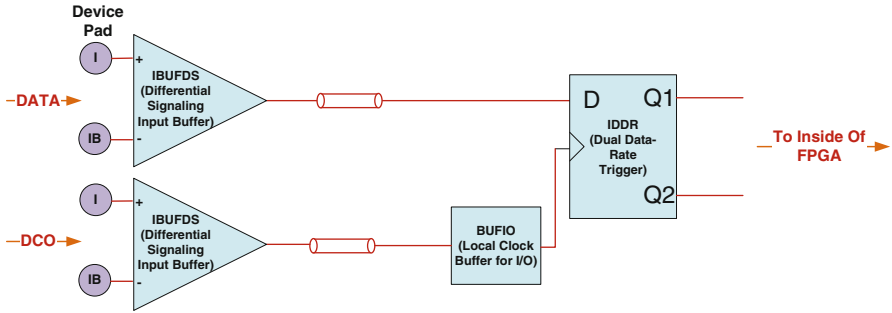 Device
Pad
I
+
IBUFDS
(Differential
Signaling
Input Buffer)
DATA
IB
-
D
Q1
IDDR
(Dual Data-
Rate
Trigger)
Q2
To Inside Of
FPGA
I
+
IBUFDS
(Differential
Signaling
Input Buffer)
DCO
IB
-
BUFIO
(Local Clock
Buffer for I/O)